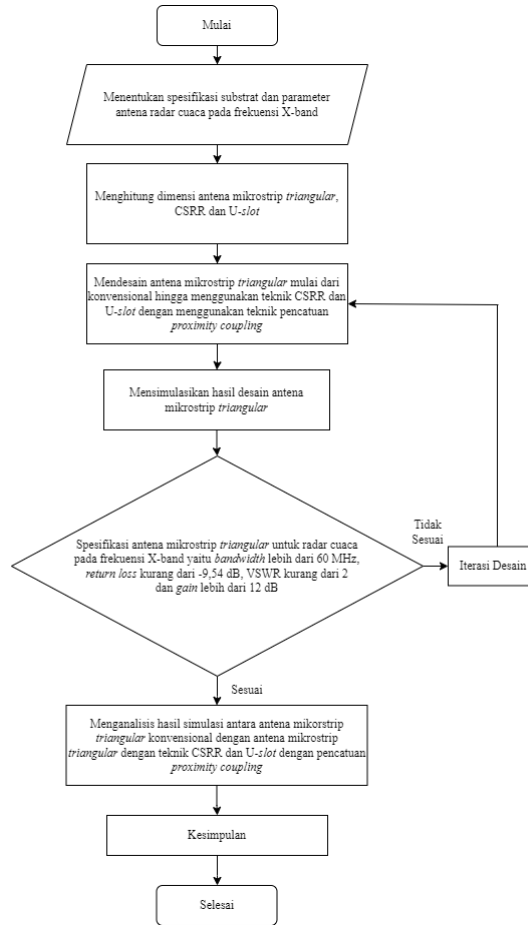 Mulai
Menentukan spesifikasi substrat dan parameter
antena radar cuaca pada frekuensi X-band
Menghitung dimensi antena mikrostrip triangular,
CSRR dan U-slot
Mendesain antena mikrostrip triangular mulai dari
konvensional hingga menggunakan teknik CSRR dan
U-slot dengan menggunakan teknik pencatuan
proximity coupling
Mensimulasikan hasil desain antena
mikrostrip triangular
Spesifikasi antena mikrostrip triangular untuk radar cuaca
pada frekuensi X-band yaitu bandwidth lebih dari 60 MHz,
return loss kurang dari -9,54 dB, VSWR kurang dari 2
dan gain lebih dari 12 dB
Tidak
Sesuai
Iterasi Desain
Sesuai
Menganalisis hasil simulasi antara antena mikorstrip
triangular konvensional dengan antena mikrostrip
triangular dengan teknik CSRR dan U-slot dengan pencatuan
proximity coupling
Kesimpulan
Selesai